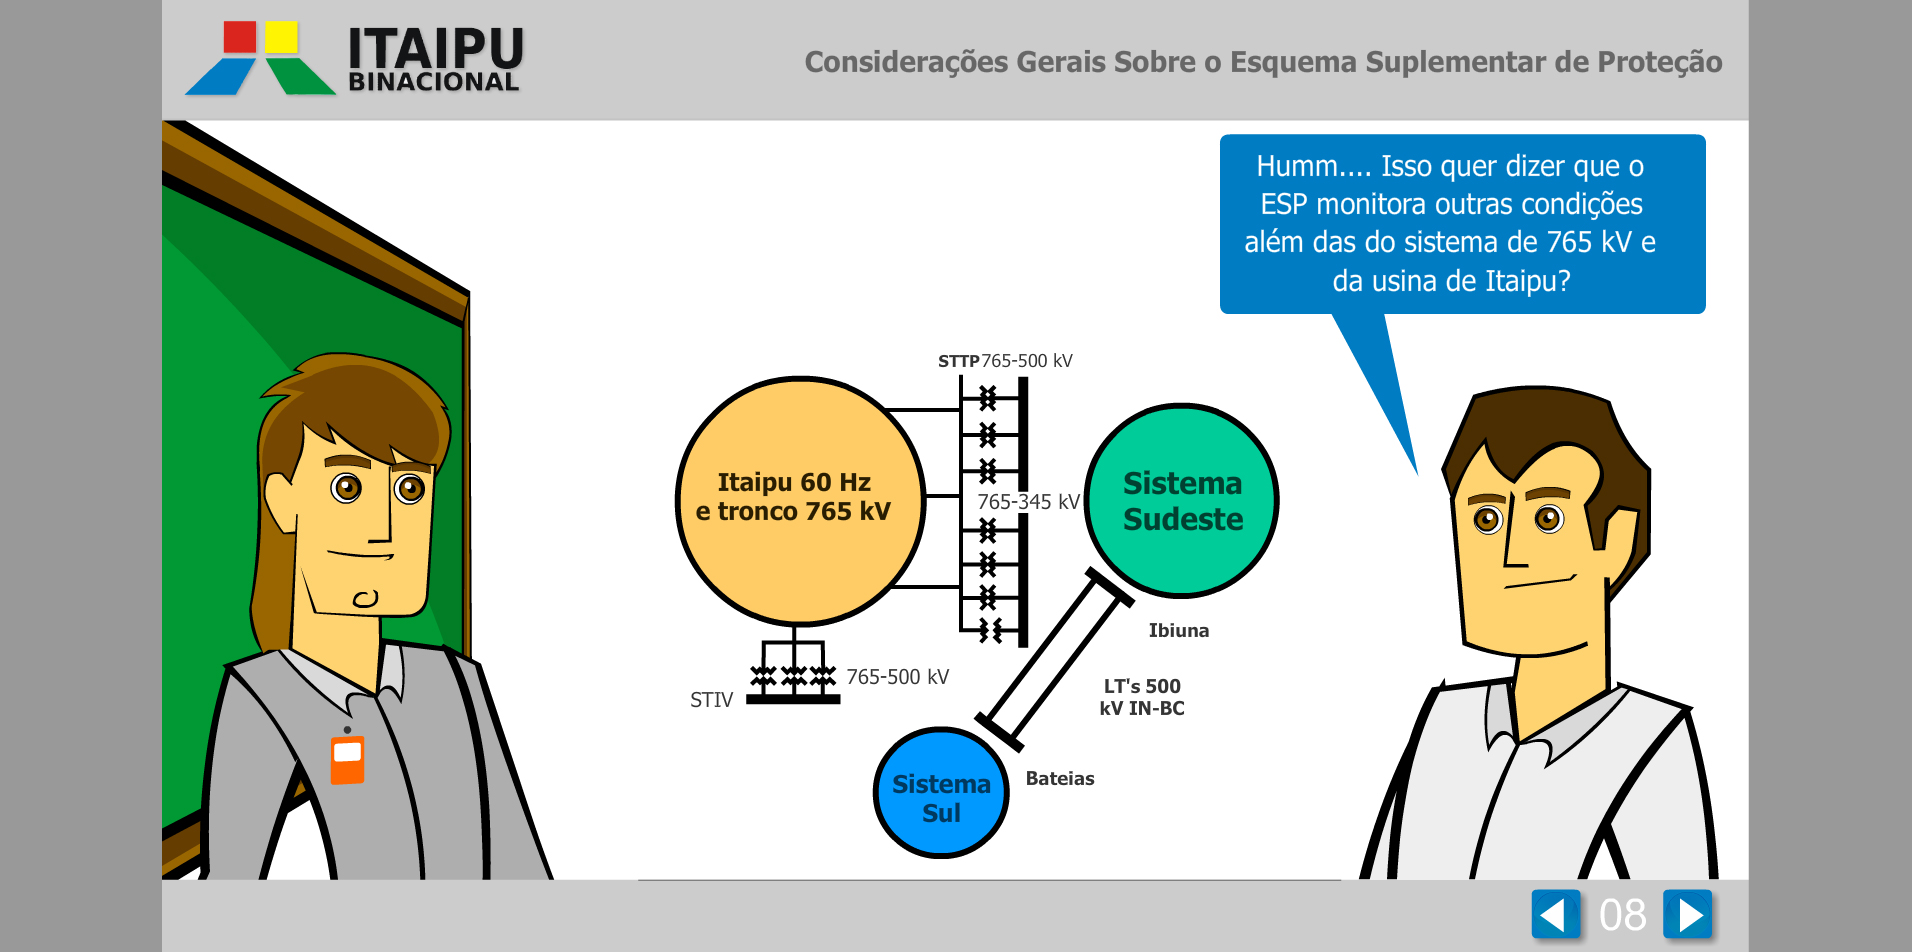 ITAIPU
BINACIONAL
Considerações Gerais Sobre o Esquema Suplementar de Proteção
Humm.... Isso quer dizer que o
ESP monitora outras condições
além das do sistema de 765 kV e
da usina de Itaipu?
STTP 765-500 kV
Itaipu 60 Hz
e tronco 765 kV
765-345 kV
Sistema
Sudeste
Ibiuna
765-500 kV
STIV
LT's 500
kV IN-BC
Bateias
Sistema
Sul
08